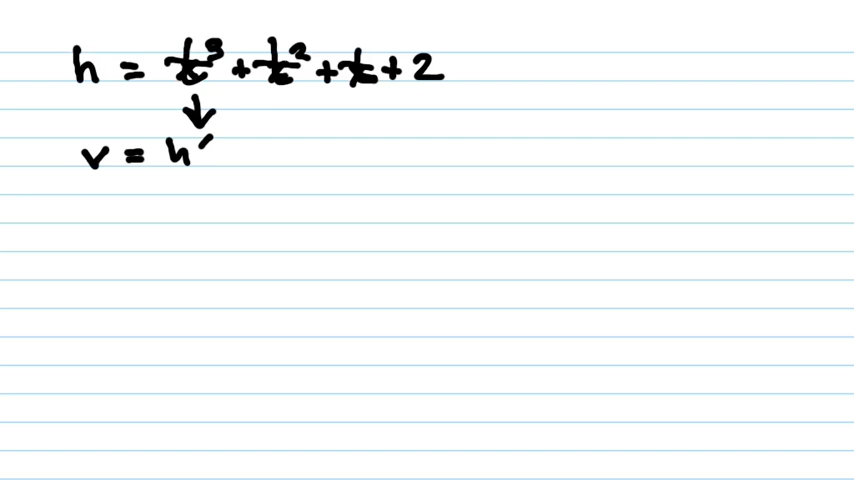 h = t³ + t² + t + 2
↓
v = h′